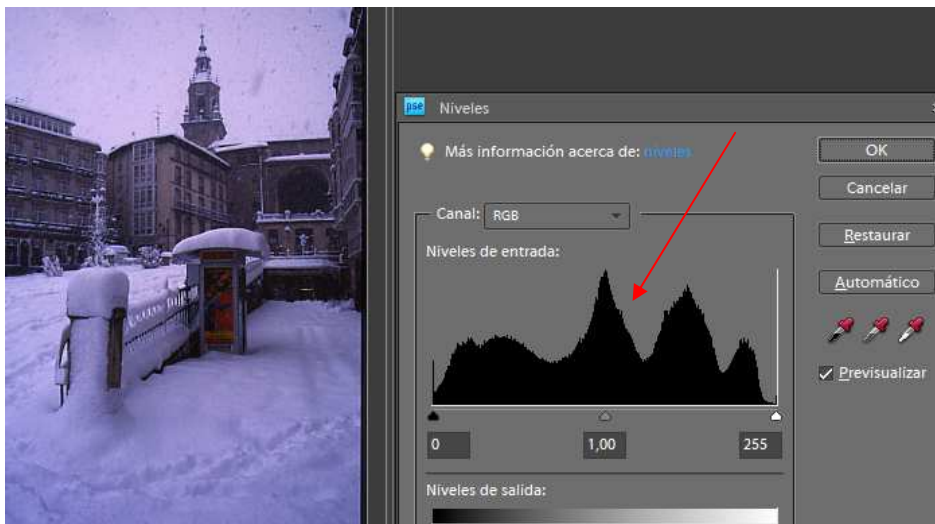 pse Niveles
Más información acerca de: niveles
OK
Cancelar
Canal: RGB
Restaurar
Niveles de entrada:
Automático
Previsualizar
0 1,00 255
Niveles de salida: